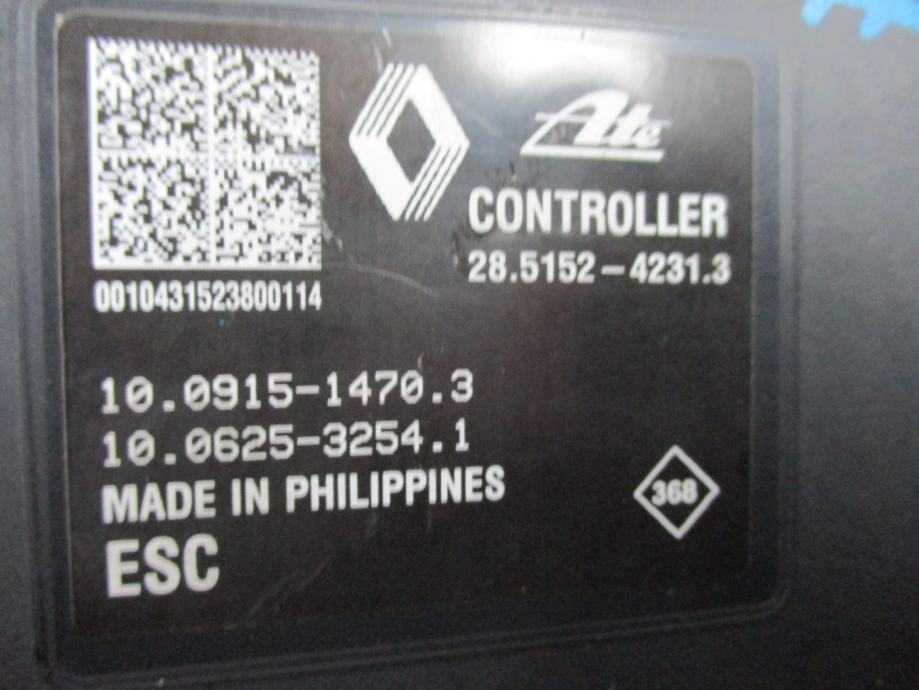 Ate
CONTROLLER
28.5152-4231.3
0010431523800114
10.0915-1470.3
10.0625-3254.1
MADE IN PHILIPPINES
368
ESC